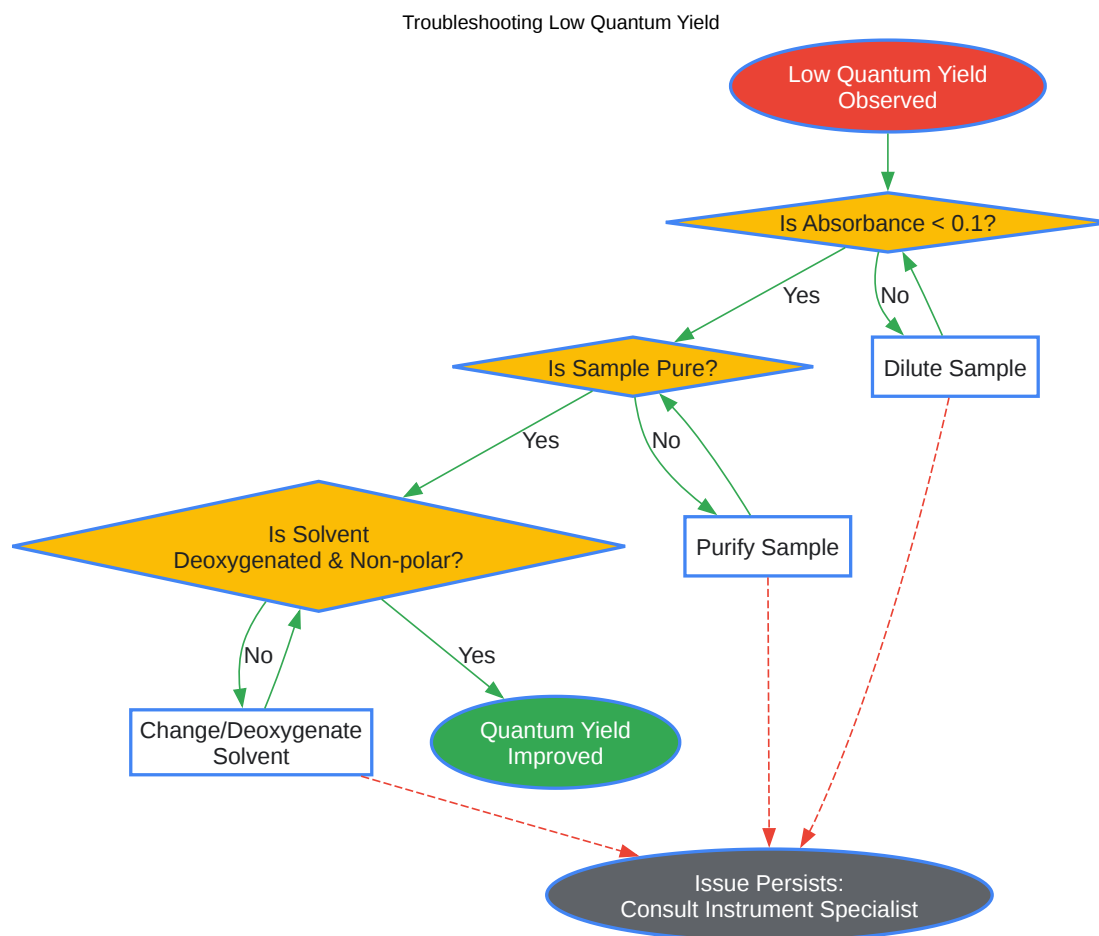 Troubleshooting Low Quantum Yield
Low Quantum Yield
Observed
Is Absorbance < 0.1?
Yes
No
Is Sample Pure?
Dilute Sample
Yes
No
Is Solvent
Deoxygenated & Non-polar?
Purify Sample
No
Yes
Change/Deoxygenate
Solvent
Quantum Yield
Improved
Issue Persists:
Consult Instrument Specialist